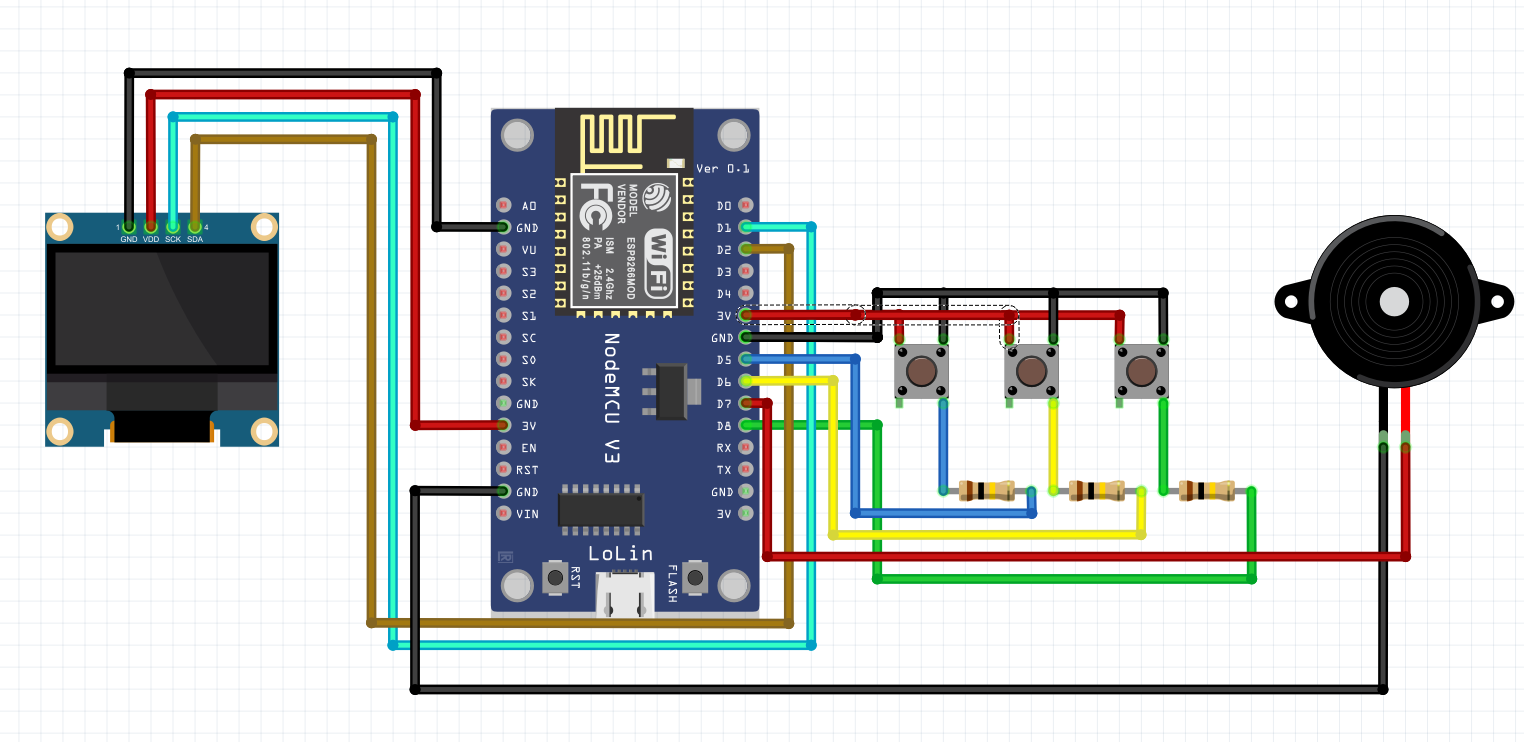 1 4
GND VDD SCK SDA
Ver 0.1
A0
GND
VU
S3
S2
S1
SC
S0
SK
GND
3V
EN
RST
GND
VIN
D0
D1
D2
D3
D4
3V
GND
D5
D6
D7
D8
RX
TX
GND
3V
MODEL
VENDOR
FC
ISM 2.4GHz
PA +25dBm
802.11b/g/n
ESP8266MOD
WiFi
NodeMCU V3
LoLin
RST
FLASH